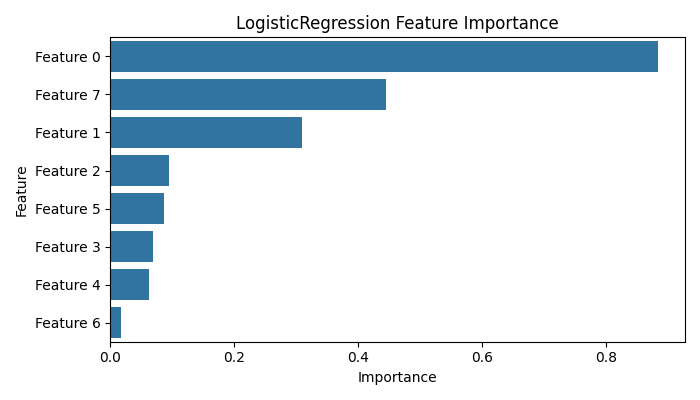 LogisticRegression Feature Importance
Feature
Feature 0
Feature 7
Feature 1
Feature 2
Feature 5
Feature 3
Feature 4
Feature 6
0.0 0.2 0.4 0.6 0.8
Importance